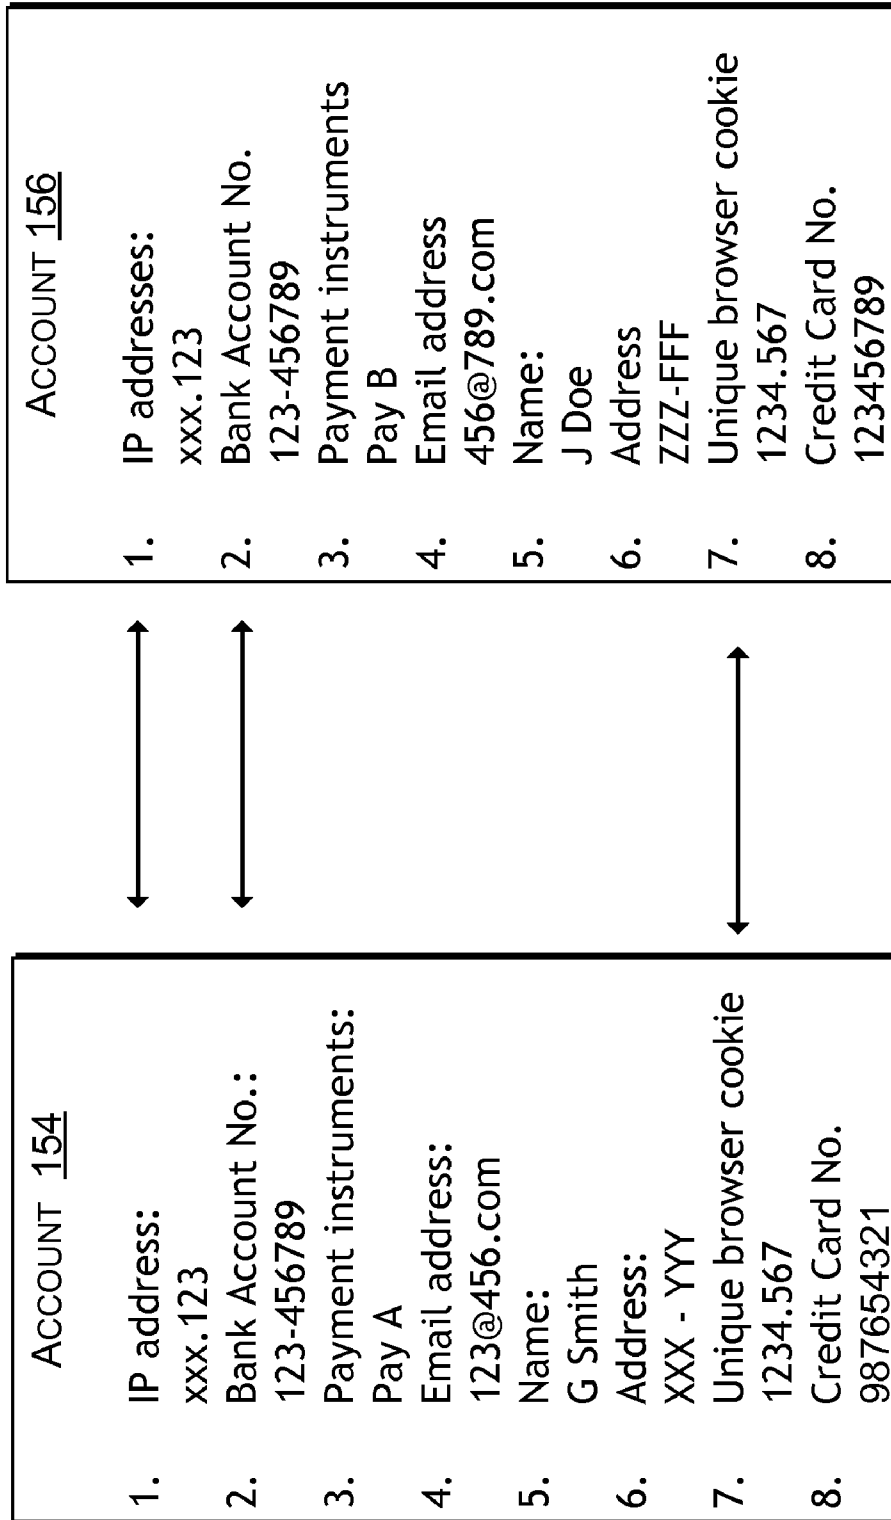 ACCOUNT 154
1. IP address:
xxx.123
2. Bank Account No.:
123-456789
3. Payment instruments:
Pay A
4. Email address:
123@456.com
5. Name:
G Smith
6. Address:
XXX - YYY
7. Unique browser cookie
1234.567
8. Credit Card No.
987654321
ACCOUNT 156
1. IP addresses:
xxx.123
2. Bank Account No.
123-456789
3. Payment instruments
Pay B
4. Email address
456@789.com
5. Name:
J Doe
6. Address
ZZZ-FFF
7. Unique browser cookie
1234.567
8. Credit Card No.
123456789